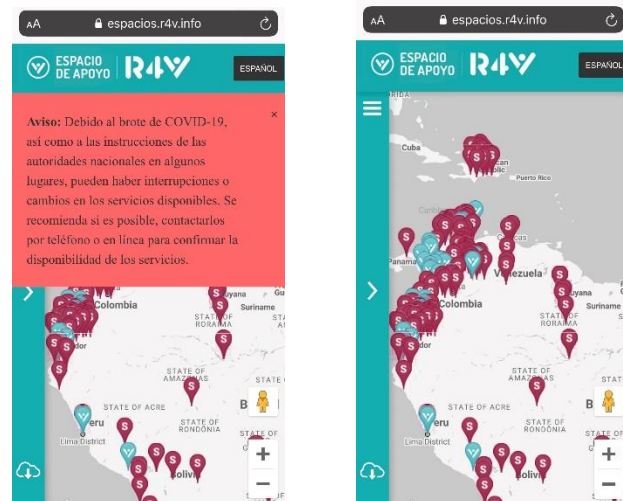 AA espacios.r4v.info
ESPACIO
DE APOYO
R4V
ESPAÑOL
Aviso: Debido al brote de COVID-19,
así como a las instrucciones de las
autoridades nacionales en algunos
lugares, pueden haber interrupciones o
cambios en los servicios disponibles. Se
recomienda si es posible, contactarlos
por teléfono o en línea para confirmar la
disponibilidad de los servicios.
×
Colombia
Suriname
STATE OF
RORAIMA
STATE OF
AMAZONAS
STATE OF ACRE
STATE OF
RONDÔNIA
Lima District
+
−
AA espacios.r4v.info
ESPACIO
DE APOYO
R4V
ESPAÑOL
Cuba
Puerto Rico
Panama
Venezuela
Colombia
Suriname
STATE OF
RORAIMA
STATE OF
STATE OF ACRE
STATE OF
RONDÔNIA
Lima District
+
−